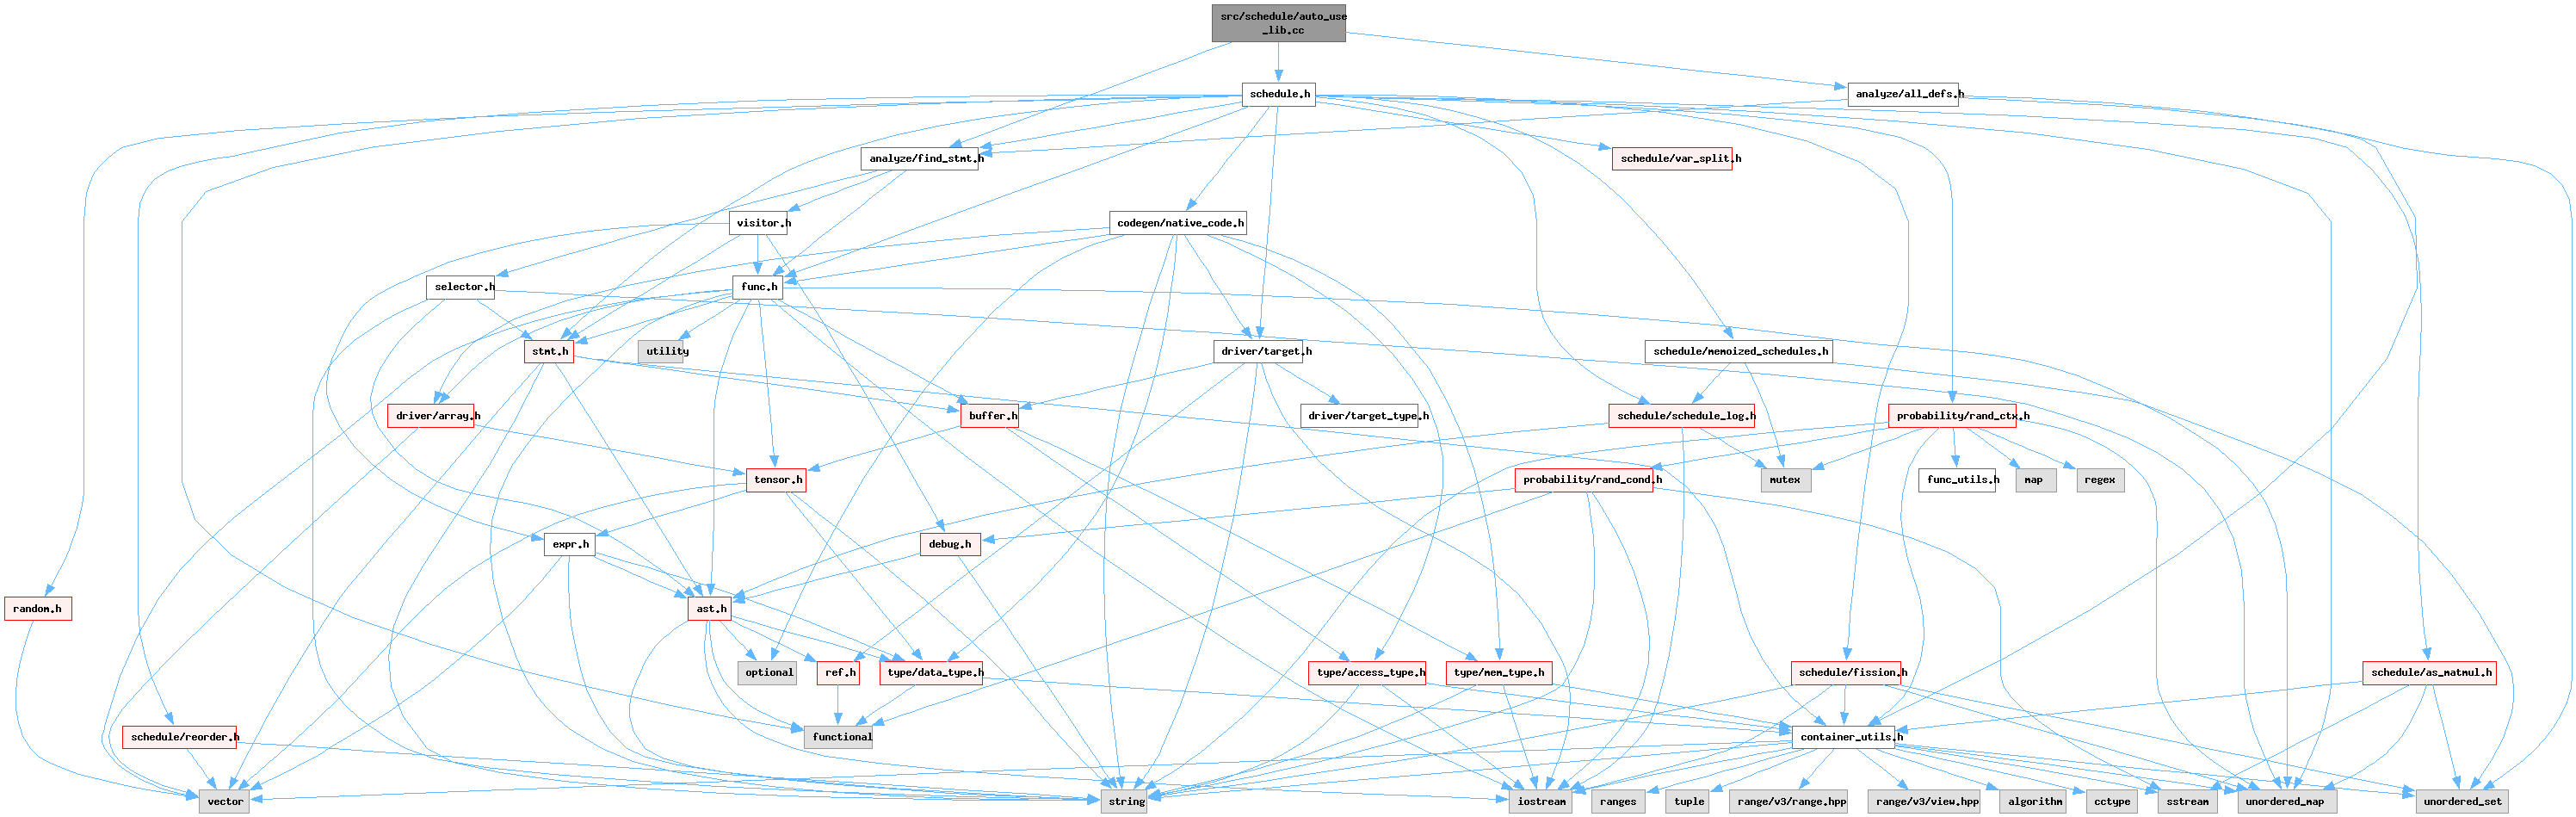 src/schedule/auto_use
_lib.cc
schedule.h
analyze/all_defs.h
analyze/find_stmt.h
schedule/var_split.h
visitor.h
codegen/native_code.h
selector.h
func.h
stmt.h
utility
driver/target.h
schedule/memoized_schedules.h
driver/array.h
buffer.h
driver/target_type.h
schedule/schedule_log.h
probability/rand_ctx.h
tensor.h
probability/rand_cond.h
mutex
func_utils.h
map
regex
expr.h
debug.h
random.h
ast.h
optional
ref.h
type/data_type.h
type/access_type.h
type/mem_type.h
schedule/fission.h
schedule/as_matmul.h
schedule/reorder.h
functional
container_utils.h
vector
string
iostream
ranges
tuple
range/v3/range.hpp
range/v3/view.hpp
algorithm
cctype
sstream
unordered_map
unordered_set